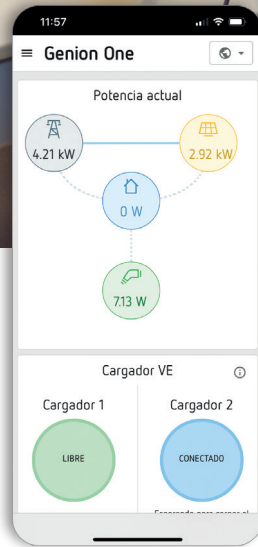 11:57
Genion One
Potencia actual
4.21 kW
2.92 kW
0 W
7.13 W
Cargador VE
Cargador 1
Cargador 2
LIBRE
CONECTADO